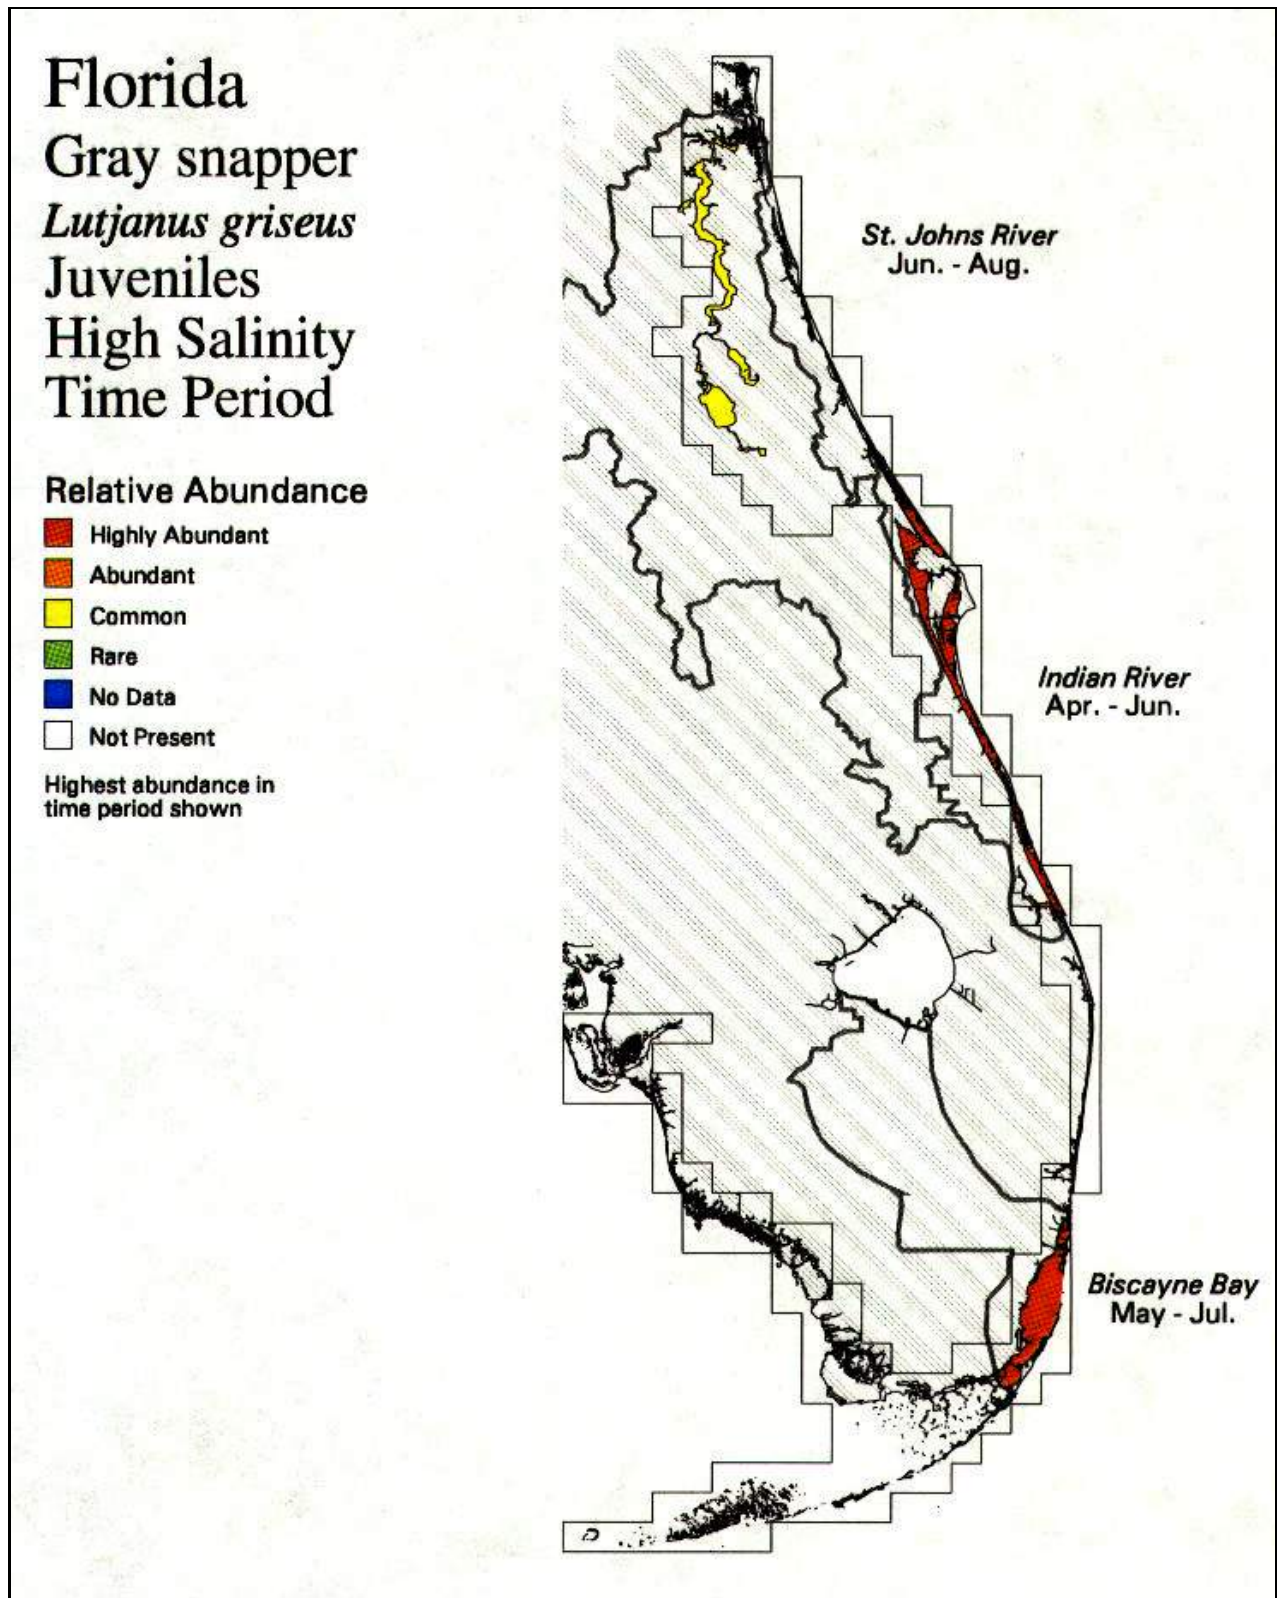 Florida
Gray snapper
Lutjanus griseus
Juveniles
High Salinity
Time Period
Relative Abundance
Highly Abundant
Abundant
Common
Rare
No Data
Not Present
Highest abundance in
time period shown
St. Johns River
Jun. - Aug.
Indian River
Apr. - Jun.
Biscayne Bay
May - Jul.